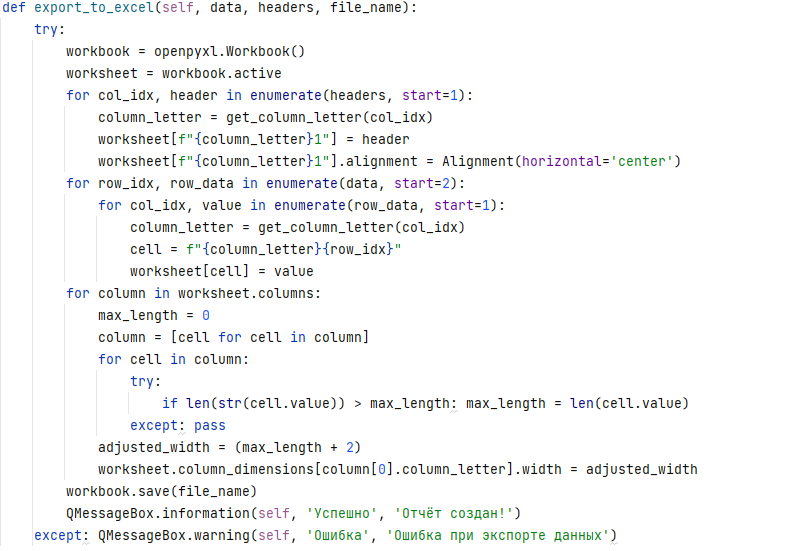 def export_to_excel(self, data, headers, file_name):
    try:
        workbook = openpyxl.Workbook()
        worksheet = workbook.active
        for col_idx, header in enumerate(headers, start=1):
            column_letter = get_column_letter(col_idx)
            worksheet[f"{column_letter}1"] = header
            worksheet[f"{column_letter}1"].alignment = Alignment(horizontal='center')
        for row_idx, row_data in enumerate(data, start=2):
            for col_idx, value in enumerate(row_data, start=1):
                column_letter = get_column_letter(col_idx)
                cell = f"{column_letter}{row_idx}"
                worksheet[cell] = value
        for column in worksheet.columns:
            max_length = 0
            column = [cell for cell in column]
            for cell in column:
                try:
                    if len(str(cell.value)) > max_length: max_length = len(cell.value)
                except: pass
            adjusted_width = (max_length + 2)
            worksheet.column_dimensions[column[0].column_letter].width = adjusted_width
        workbook.save(file_name)
        QMessageBox.information(self, 'Успешно', 'Отчёт создан!')
    except: QMessageBox.warning(self, 'Ошибка', 'Ошибка при экспорте данных')